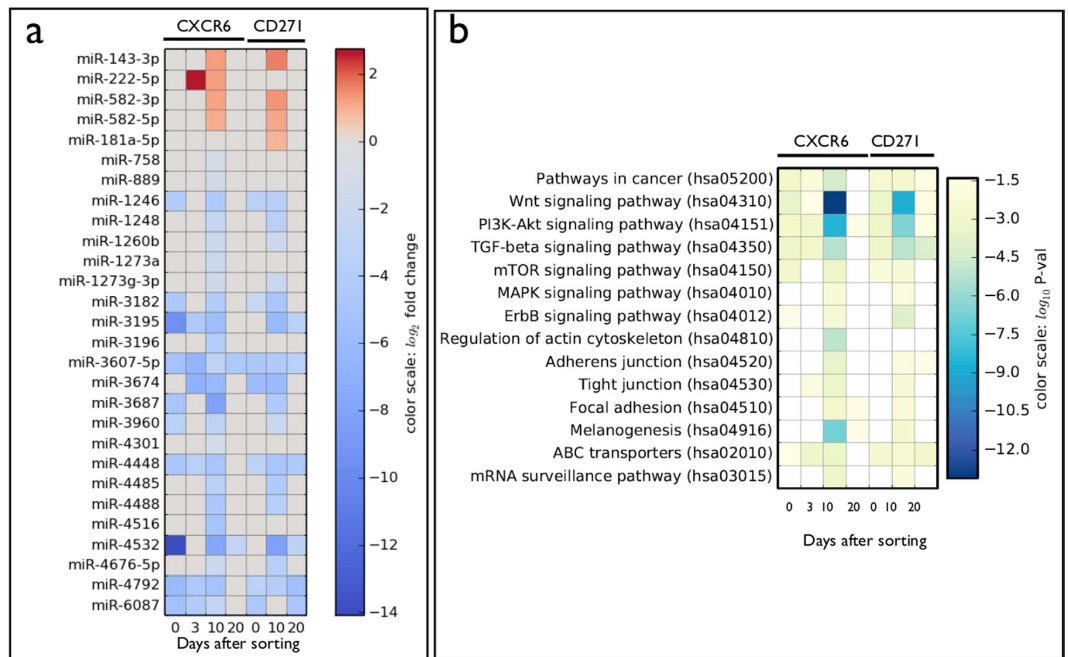 a
CXCR6 CD271
miR-143-3p
miR-222-5p
miR-582-3p
miR-582-5p
miR-181a-5p
miR-758
miR-889
miR-1246
miR-1248
miR-1260b
miR-1273a
miR-1273g-3p
miR-3182
miR-3195
miR-3196
miR-3607-5p
miR-3674
miR-3687
miR-3960
miR-4301
miR-4448
miR-4485
miR-4488
miR-4516
miR-4532
miR-4676-5p
miR-4792
miR-6087
0 3 10 20 0 10 20
Days after sorting
2
0
−2
−4
−6
−8
−10
−12
−14
color scale: log2 fold change
b
CXCR6 CD271
Pathways in cancer (hsa05200)
Wnt signaling pathway (hsa04310)
PI3K-Akt signaling pathway (hsa04151)
TGF-beta signaling pathway (hsa04350)
mTOR signaling pathway (hsa04150)
MAPK signaling pathway (hsa04010)
ErbB signaling pathway (hsa04012)
Regulation of actin cytoskeleton (hsa04810)
Adherens junction (hsa04520)
Tight junction (hsa04530)
Focal adhesion (hsa04510)
Melanogenesis (hsa04916)
ABC transporters (hsa02010)
mRNA surveillance pathway (hsa03015)
0 3 10 20 0 10 20
Days after sorting
−1.5
−3.0
−4.5
−6.0
−7.5
−9.0
−10.5
−12.0
color scale: log10 P-val